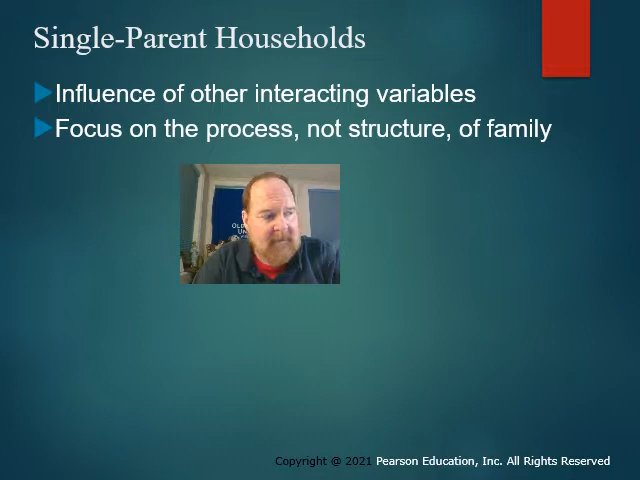 Single-Parent Households
Influence of other interacting variables
Focus on the process, not structure, of family
Copyright @ 2021 Pearson Education, Inc. All Rights Reserved